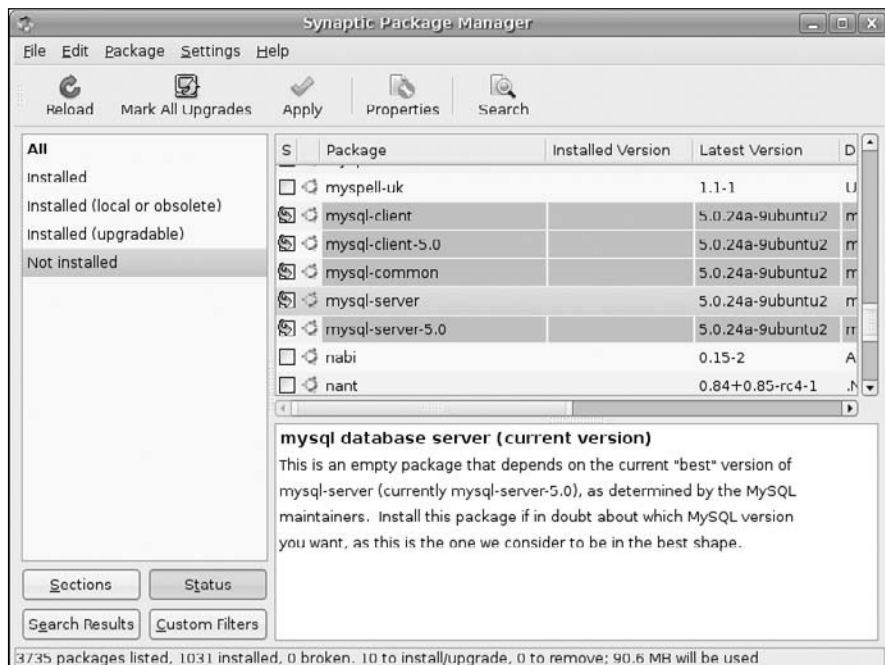 Synaptic Package Manager
File Edit Package Settings Help
Reload Mark All Upgrades Apply Properties Search
All
Installed
Installed (local or obsolete)
Installed (upgradable)
Not installed
S Package Installed Version Latest Version D
myspell-uk 1.1-1 U
mysql-client 5.0.24a-9ubuntu2 m
mysql-client-5.0 5.0.24a-9ubuntu2 m
mysql-common 5.0.24a-9ubuntu2 m
mysql-server 5.0.24a-9ubuntu2 m
mysql-server-5.0 5.0.24a-9ubuntu2 m
nabi 0.15-2 A
nant 0.84+0.85-rc4-1 .N
mysql database server (current version)
This is an empty package that depends on the current "best" version of
mysql-server (currently mysql-server-5.0), as determined by the MySQL
maintainers. Install this package if in doubt about which MySQL version
you want, as this is the one we consider to be in the best shape.
Sections Status
Search Results Custom Filters
3735 packages listed, 1031 installed, 0 broken. 10 to install/upgrade, 0 to remove; 90.6 MB will be used